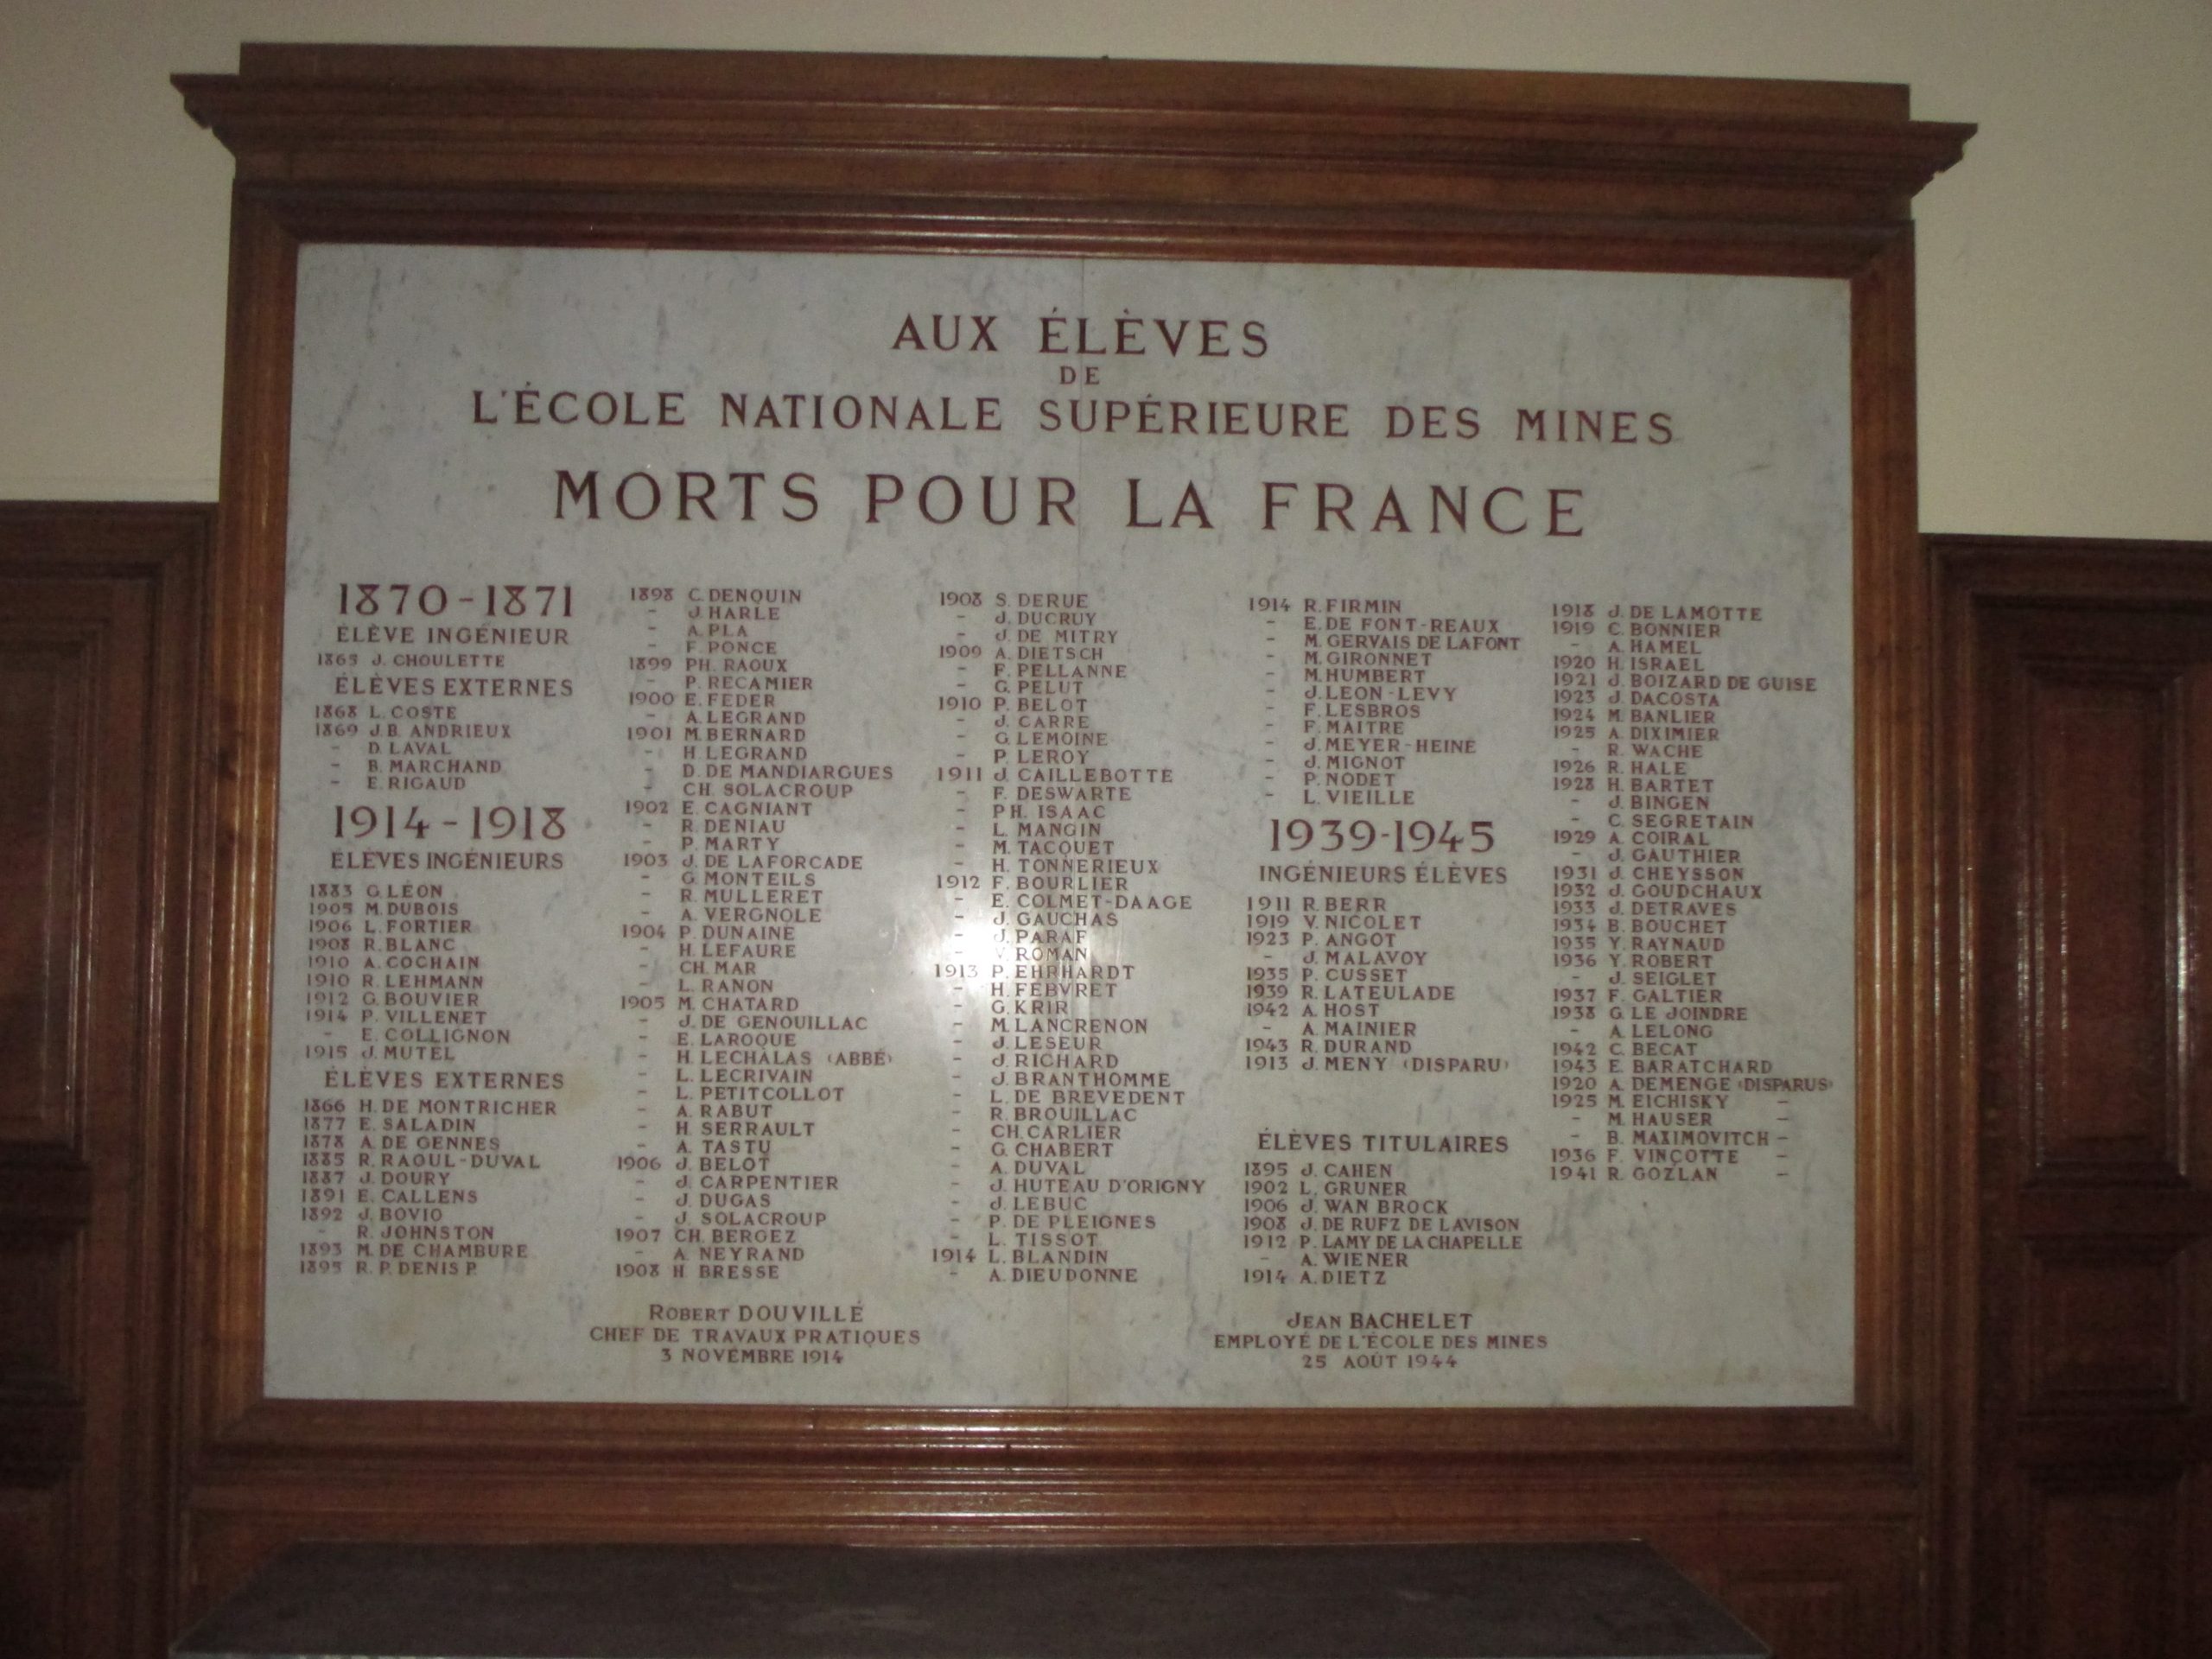 AUX ÉLÈVES
DE
L'ÉCOLE NATIONALE SUPÉRIEURE DES MINES
MORTS POUR LA FRANCE
1870-1871
ÉLÈVE INGÉNIEUR
1865 J. CHOULETTE
ÉLÈVES EXTERNES
1868 L. COSTE
1869 J.B. ANDRIEUX
- D. LAVAL
- B. MARCHAND
- E. RIGAUD
1914-1918
ÉLÈVES INGÉNIEURS
1883 G. LÉON
1905 M. DUBOIS
1906 L. FORTIER
1908 R. BLANC
1910 A. COCHAIN
1910 R. LEHMANN
1912 G. BOUVIER
1914 P. VILLENET
- E. COLLIGNON
1915 J. MUTEL
ÉLÈVES EXTERNES
1866 H. DE MONTRICHER
1877 E. SALADIN
1878 A. DE GENNES
1885 R. RAOUL-DUVAL
1887 J. DOURY
1891 E. CALLENS
1892 J. BOVIO
- R. JOHNSTON
1893 M. DE CHAMBURE
1895 R. P. DENIS P.
1898 C. DENQUIN
- J. HARLE
- A. PLA
- F. PONCE
1899 PH. RAOUX
- P. RECAMIER
1900 E. FEDER
- A. LEGRAND
1901 M. BERNARD
- H. LEGRAND
- D. DE MANDIARGUES
- CH. SOLACROUP
1902 E. CAGNIANT
- R. DENIAU
- P. MARTY
1903 J. DE LAFORCADE
- G. MONTEILS
- R. MULLERET
- A. VERGNOLE
1904 P. DUNAINE
- H. LEFAURE
- CH. MAR
- L. RANON
1905 M. CHATARD
- J. DE GENOUILLAC
- E. LAROQUE
- H. LECHALAS (ABBÉ)
- L. LECRIVAIN
- L. PETITCOLLOT
- A. RABUT
- H. SERRAULT
- A. TASTU
1906 J. BELOT
- J. CARPENTIER
- J. DUGAS
- J. SOLACROUP
1907 CH. BERGEZ
- A. NEYRAND
1908 H. BRESSE
1908 S. DERUE
- J. DUCRUY
- J. DE MITRY
1909 A. DIETSCH
- F. PELLANNE
- G. PELUT
1910 P. BELOT
- J. CARRE
- G. LEMOINE
- P. LEROY
1911 J. CAILLEBOTTE
- F. DESWARTE
- PH. ISAAC
- L. MANGIN
- M. TACQUET
- H. TONNERIEUX
1912 F. BOURLIER
- E. COLMET-DAAGE
- J. GAUCHAS
- J. PARAF
- V. ROMAN
1913 P. EHRHARDT
- H. FEBVRET
- G. KRIR
- M. LANCRENON
- J. LESEUR
- J. RICHARD
- J. BRANTHOMME
- L. DE BREVEDENT
- R. BROUILLAC
- CH. CARLIER
- G. CHABERT
- A. DUVAL
- J. HUTEAU D'ORIGNY
- J. LEBUC
- P. DE PLEIGNES
- L. TISSOT
1914 L. BLANDIN
- A. DIEUDONNE
1914 R. FIRMIN
- E. DE FONT-REAUX
- M. GERVAIS DE LAFONT
- M. GIRONNET
- M. HUMBERT
- J. LEON-LEVY
- F. LESBROS
- F. MAITRE
- J. MEYER-HEINE
- J. MIGNOT
- P. NODET
- L. VIEILLE
1939-1945
INGÉNIEURS ÉLÈVES
1911 R. BERR
1919 V. NICOLET
1923 P. ANGOT
- J. MALAVOY
1935 P. CUSSET
1939 R. LATEULADE
1942 A. HOST
- A. MAINIER
1943 R. DURAND
1913 J. MENY (DISPARU)
ÉLÈVES TITULAIRES
1895 J. CAHEN
1902 L. GRUNER
1906 J. WAN BROCK
1908 J. DE RUFZ DE LAVISON
1912 P. LAMY DE LA CHAPELLE
- A. WIENER
1914 A. DIETZ
1918 J. DE LAMOTTE
1919 C. BONNIER
- A. HAMEL
1920 H. ISRAEL
1921 J. BOIZARD DE GUISE
1923 J. DACOSTA
1924 M. BANLIER
1925 A. DIXIMIER
- R. WACHE
1926 R. HALE
1928 H. BARTET
- J. BINGEN
- C. SEGRETAIN
1929 A. COIRAL
- J. GAUTHIER
1931 J. CHEYSSON
1932 J. GOUDCHAUX
1933 J. DETRAVES
1934 B. BOUCHET
1935 Y. RAYNAUD
1936 Y. ROBERT
- J. SEIGLET
1937 F. GALTIER
1938 G. LE JOINDRE
- A. LELONG
1942 C. BECAT
1943 E. BARATCHARD
1920 A. DEMENGE (DISPARUS)
1925 M. EICHISKY -
- M. HAUSER -
- B. MAXIMOVITCH -
1936 F. VINÇOTTE -
1941 R. GOZLAN -
ROBERT DOUVILLÉ
CHEF DE TRAVAUX PRATIQUES
3 NOVEMBRE 1914
JEAN BACHELET
EMPLOYÉ DE L'ÉCOLE DES MINES
25 AOÛT 1944